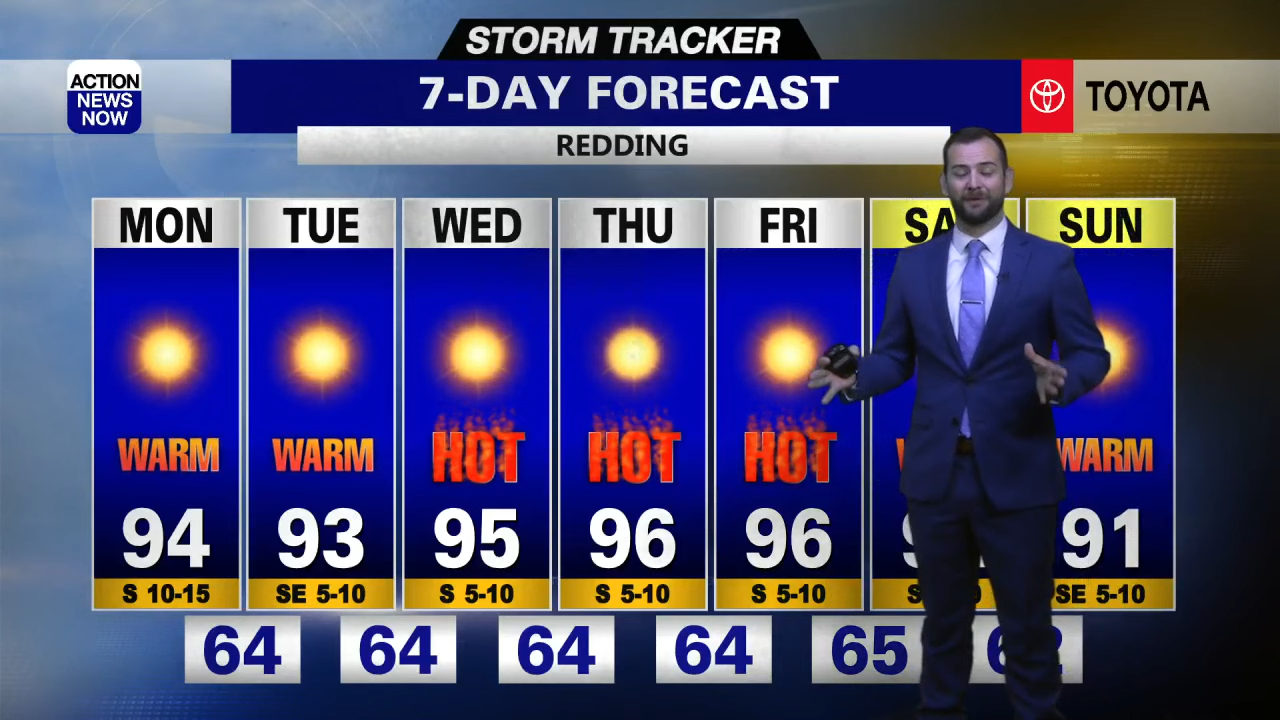 STORM TRACKER
ACTION
NEWS
NOW
7-DAY FORECAST
TOYOTA
REDDING
MON TUE WED THU FRI SUN
WARM WARM HOT HOT HOT WARM
94 93 95 96 96 91
S 10-15 SE 5-10 S 5-10 S 5-10 S 5-10 SE 5-10
64 64 64 64 65